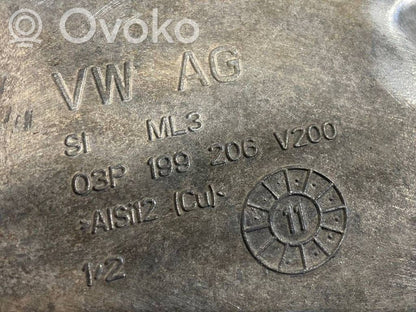 Ovoko
VW AG
SI ML3
03P 199 206 V200
>AlSi12 (Cu)<
11
1/2